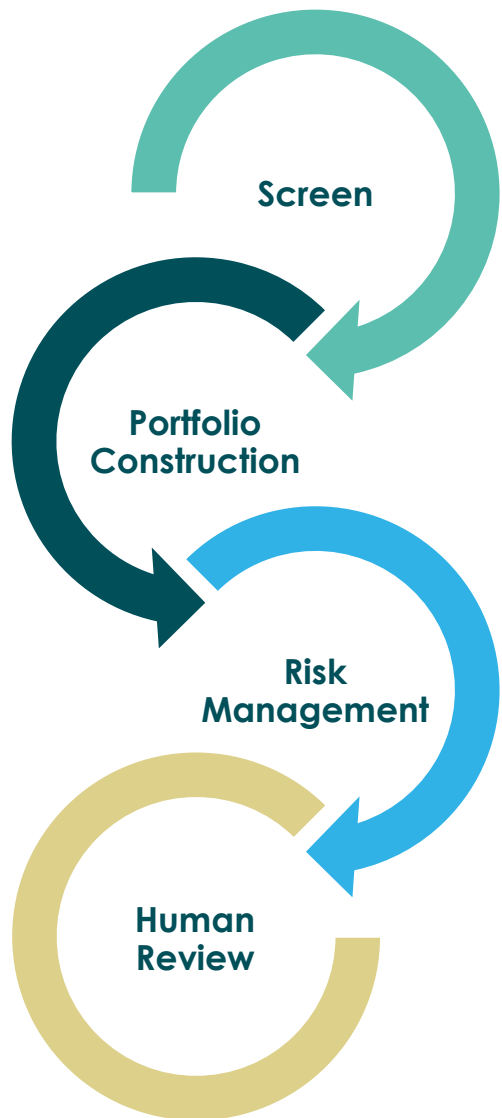 Screen
Portfolio
Construction
Risk
Management
Human
Review